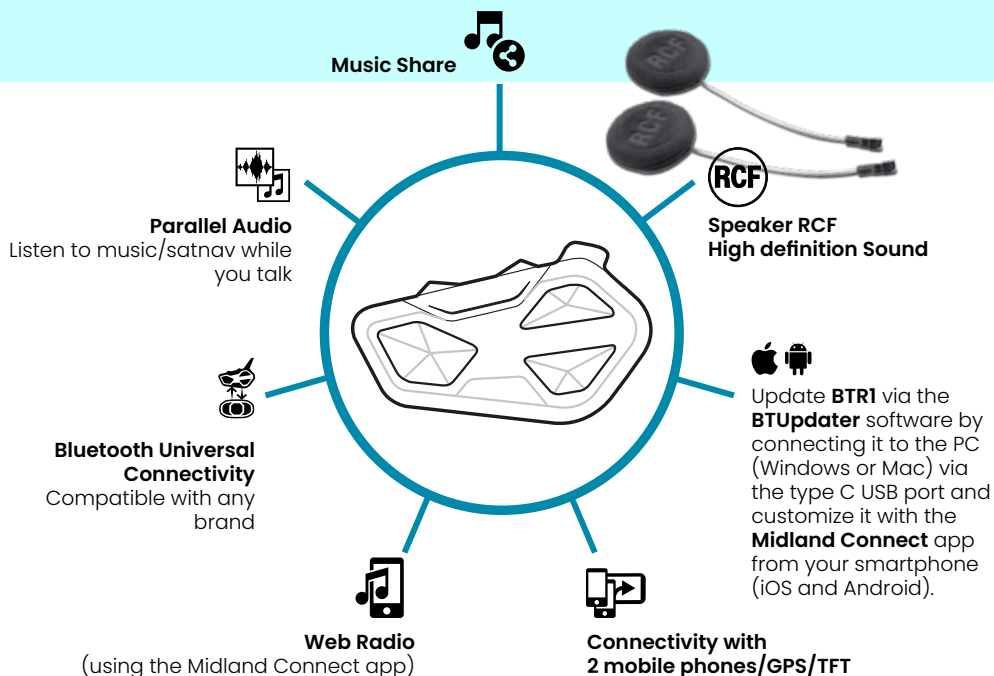 Music Share
RCF
RCF
RCF
Parallel Audio
Listen to music/satnav while
you talk
Speaker RCF
High definition Sound
Bluetooth Universal
Connectivity
Compatible with any
brand
Update BTR1 via the
BTUpdater software by
connecting it to the PC
(Windows or Mac) via
the type C USB port and
customize it with the
Midland Connect app
from your smartphone
(iOS and Android).
Web Radio
(using the Midland Connect app)
Connectivity with
2 mobile phones/GPS/TFT